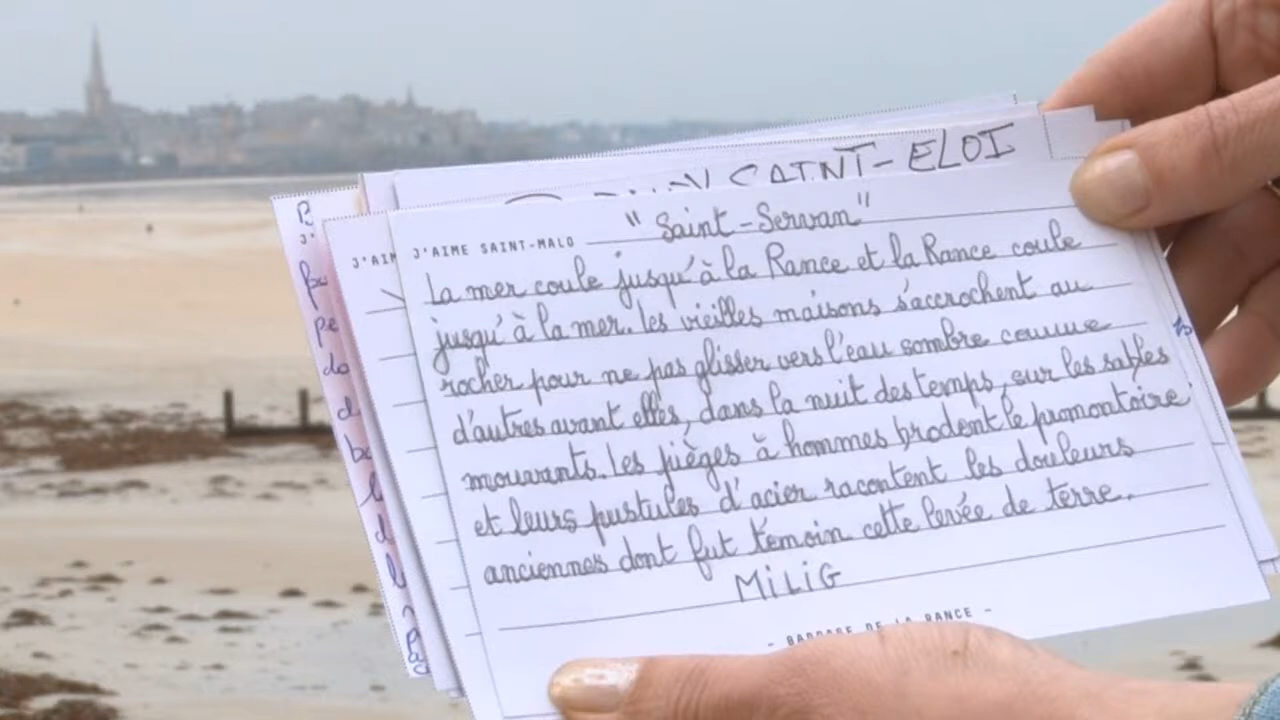 SAINT-ELOI
"Saint-Servan"
J'AIME SAINT-MALO
La mer coule jusqu'à la Rance et la Rance coule
jusqu'à la mer. Les vieilles maisons s'accrochent au
rocher pour ne pas glisser vers l'eau sombre comme
d'autres avant elles, dans la nuit des temps, sur les sables
mouvants. Les pièges à hommes brodent le promontoire
et leurs pustules d'acier racontent les douleurs
anciennes dont fut témoin cette levée de terre.
MiLiG
- BARRAGE DE LA RANCE -
J'AIM
pe
do
d